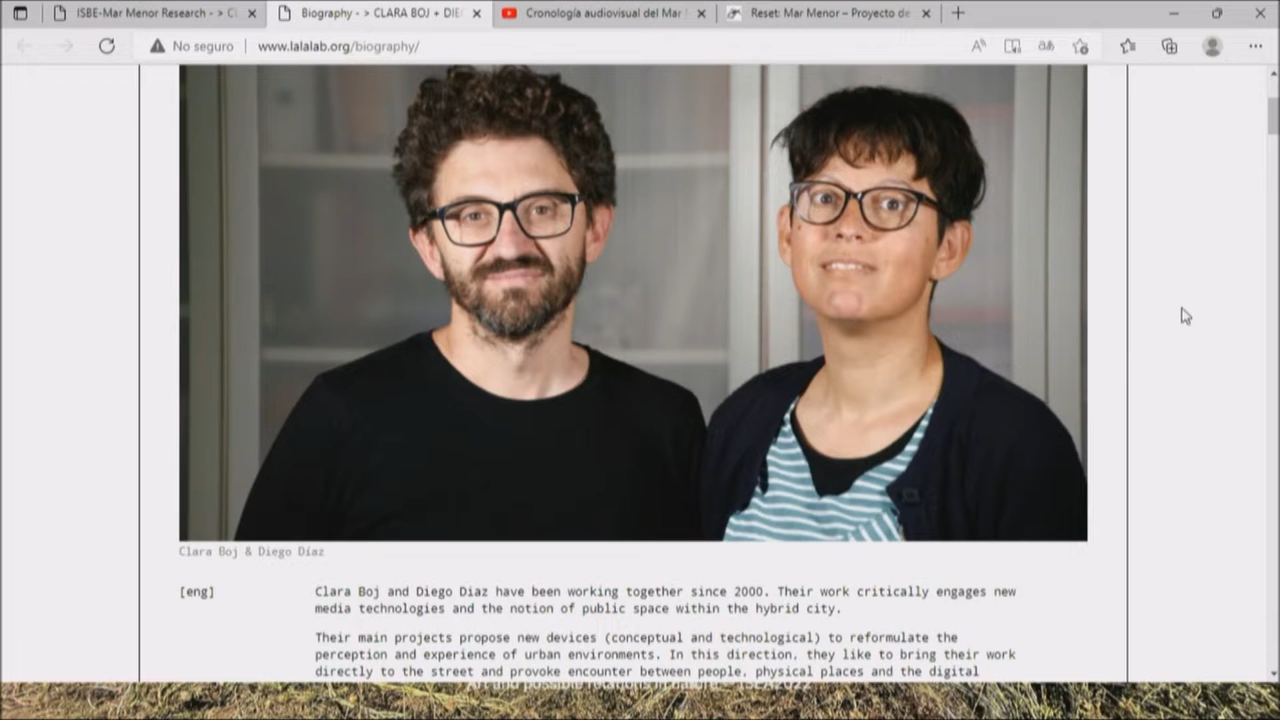 ISBE-Mar Menor Research - > Cl
Biography - > CLARA BOJ + DIE
Cronología audiovisual del Mar
Reset: Mar Menor – Proyecto de
No seguro
www.lalalab.org/biography/
Clara Boj & Diego Díaz
[eng]
Clara Boj and Diego Diaz have been working together since 2000. Their work critically engages new
media technologies and the notion of public space within the hybrid city.
Their main projects propose new devices (conceptual and technological) to reformulate the
perception and experience of urban environments. In this direction, they like to bring their work
directly to the street and provoke encounter between people, physical places and the digital